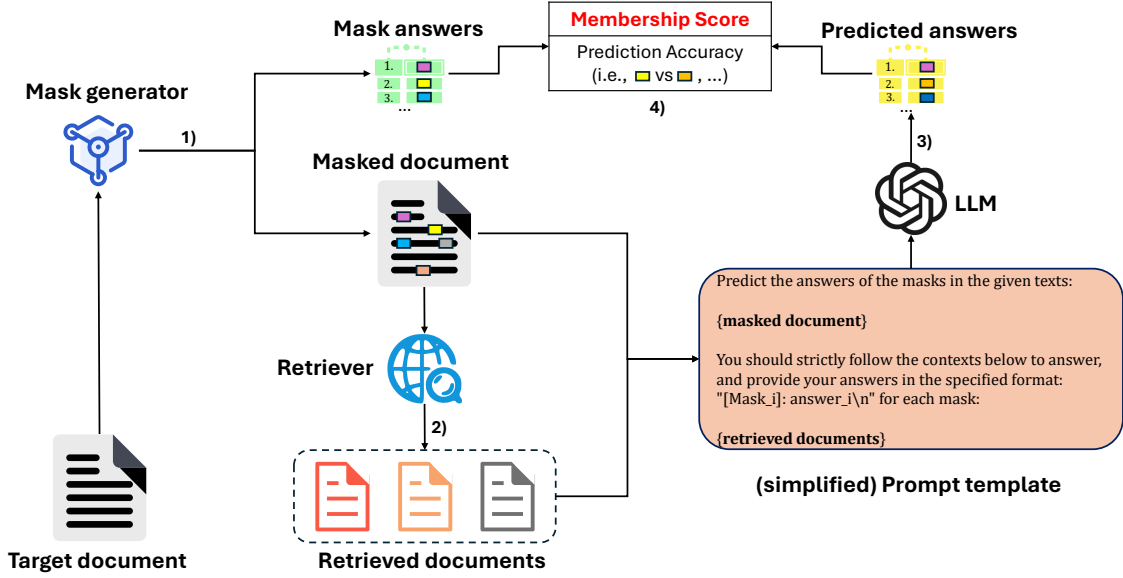 Mask answers
1.
2.
3.
...
Membership Score
Prediction Accuracy
(i.e., vs , ...)
4)
Predicted answers
1.
2.
3.
...
Mask generator
1)
3)
Masked document
LLM
Predict the answers of the masks in the given texts:
{masked document}
You should strictly follow the contexts below to answer,
and provide your answers in the specified format:
"[Mask_i]: answer_i\n" for each mask:
{retrieved documents}
Retriever
2)
(simplified) Prompt template
Target document
Retrieved documents